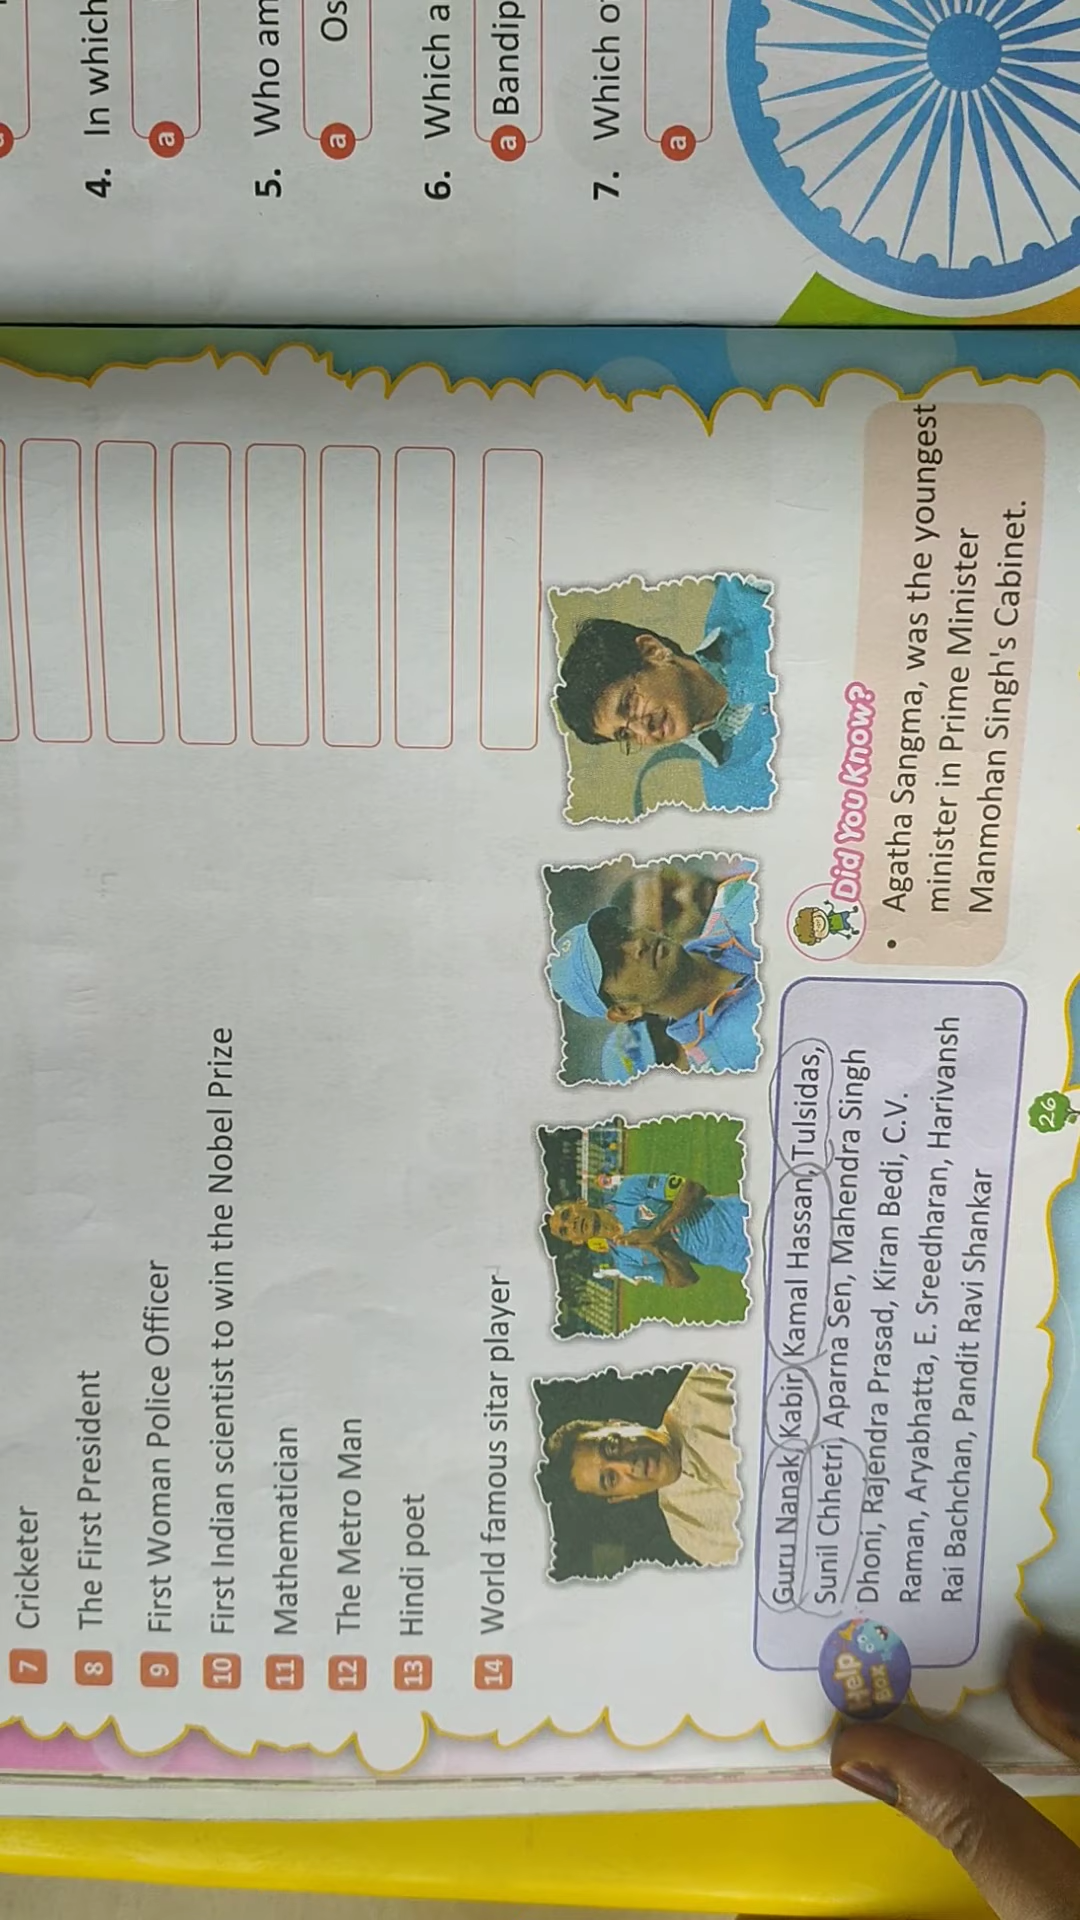 7 Cricketer
8 The First President
9 First Woman Police Officer
10 First Indian scientist to win the Nobel Prize
11 Mathematician
12 The Metro Man
13 Hindi poet
14 World famous sitar player
Help Box
Guru Nanak, Kabir, Kamal Hassan, Tulsidas,
Sunil Chhetri, Aparna Sen, Mahendra Singh
Dhoni, Rajendra Prasad, Kiran Bedi, C.V.
Raman, Aryabhatta, E. Sreedharan, Harivansh
Rai Bachchan, Pandit Ravi Shankar
Did You Know?
• Agatha Sangma, was the youngest
minister in Prime Minister
Manmohan Singh's Cabinet.
26
4. In which
a
5. Who am
a Os
6. Which a
a Bandip
7. Which o
a